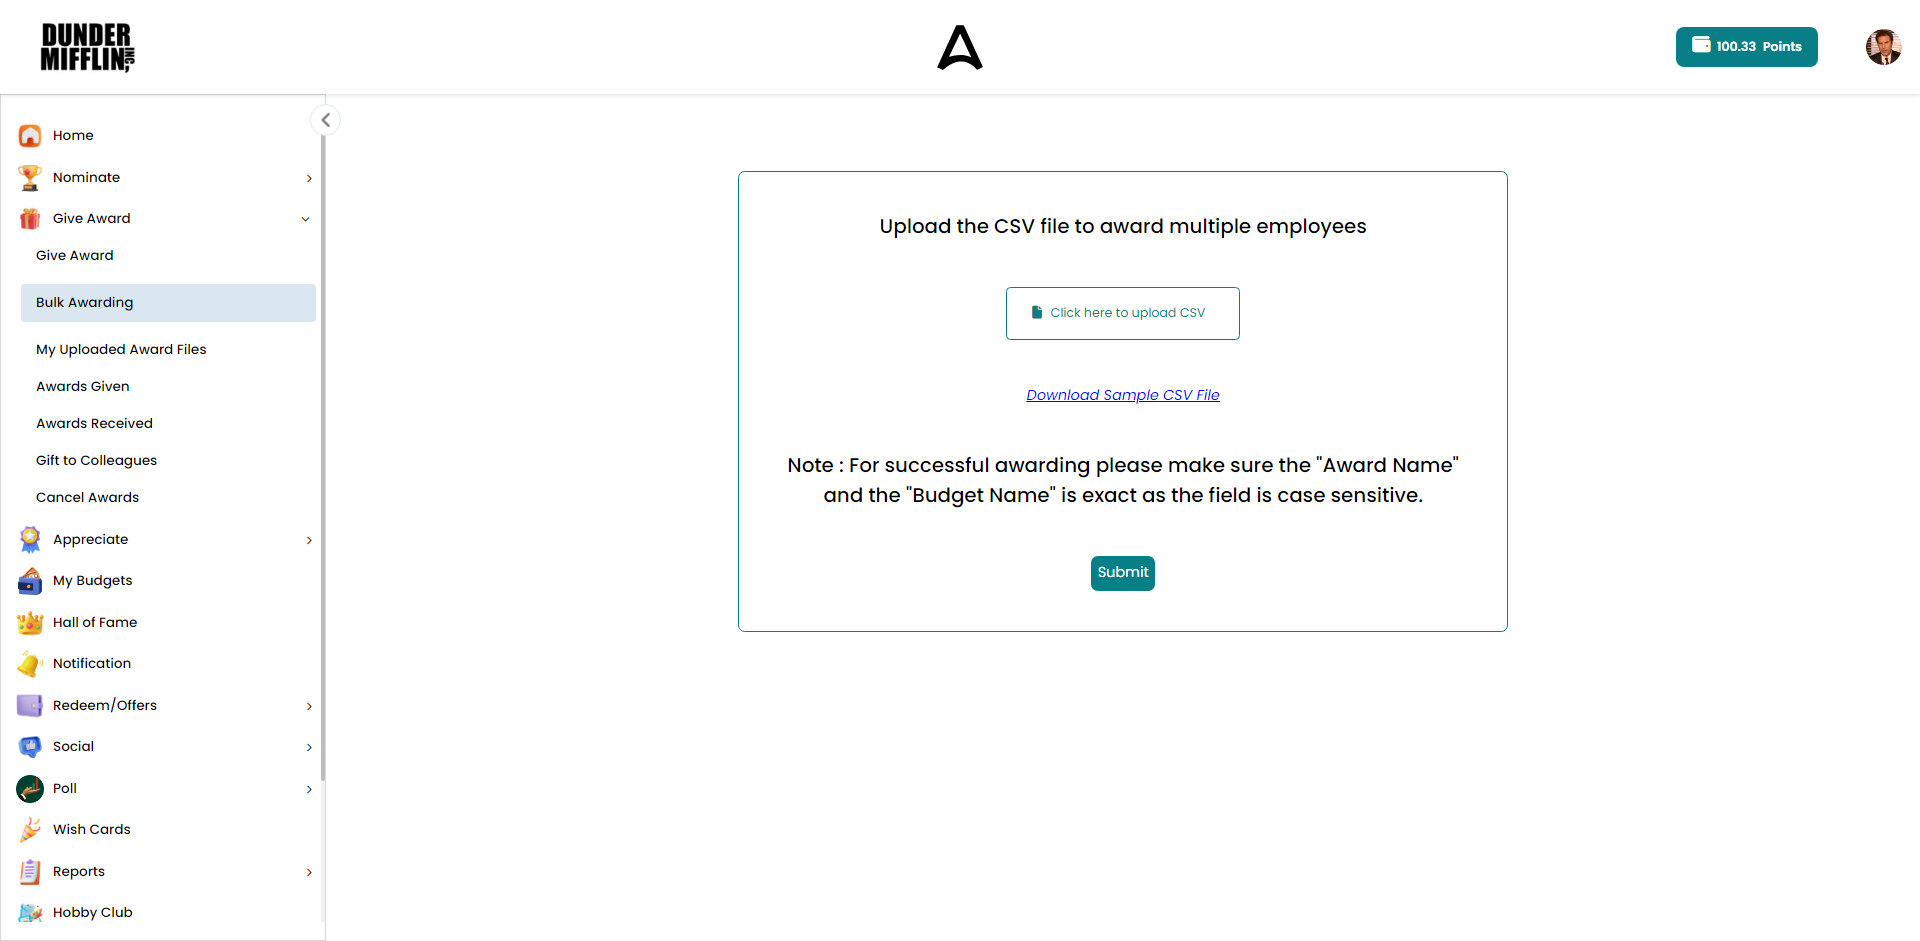 DUNDER
MIFFLIN INC,
100.33 Points
Home
Nominate
Give Award
Give Award
Bulk Awarding
My Uploaded Award Files
Awards Given
Awards Received
Gift to Colleagues
Cancel Awards
Appreciate
My Budgets
Hall of Fame
Notification
Redeem/Offers
Social
Poll
Wish Cards
Reports
Hobby Club
Upload the CSV file to award multiple employees
Click here to upload CSV
Download Sample CSV File
Note : For successful awarding please make sure the "Award Name"
and the "Budget Name" is exact as the field is case sensitive.
Submit